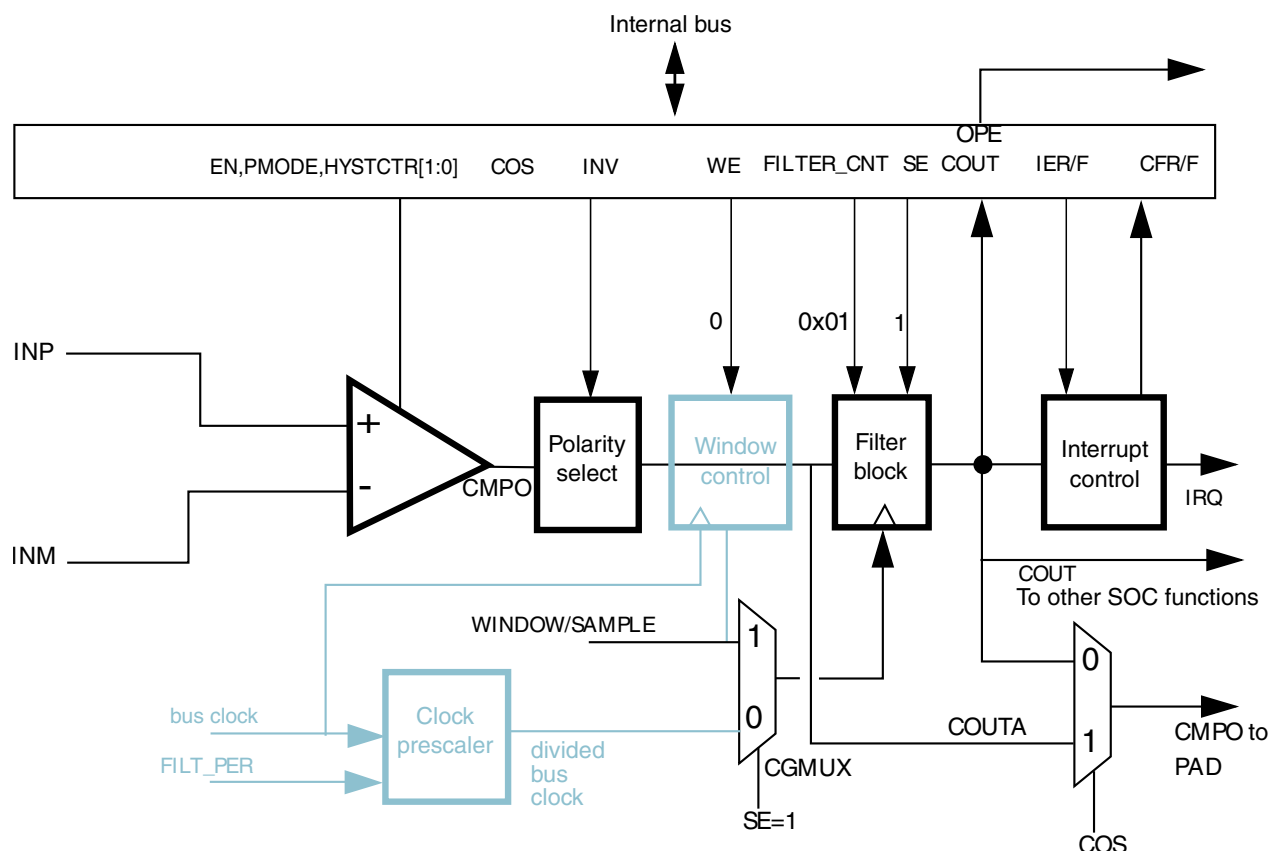 Internal bus
OPE
EN,PMODE,HYSTCTR[1:0]
COS
INV
WE
FILTER_CNT
SE
COUT
IER/F
CFR/F
0
0x01
1
INP
+
-
CMPO
Polarity
select
Window
control
Filter
block
Interrupt
control
IRQ
INM
COUT
To other SOC functions
WINDOW/SAMPLE
1
0
CGMUX
SE=1
bus clock
FILT_PER
Clock
prescaler
divided
bus
clock
COUTA
0
1
CMPO to
PAD
COS